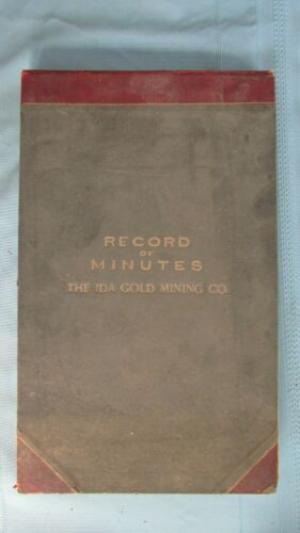 RECORD
OF
MINUTES
THE IDA GOLD MINING CO.